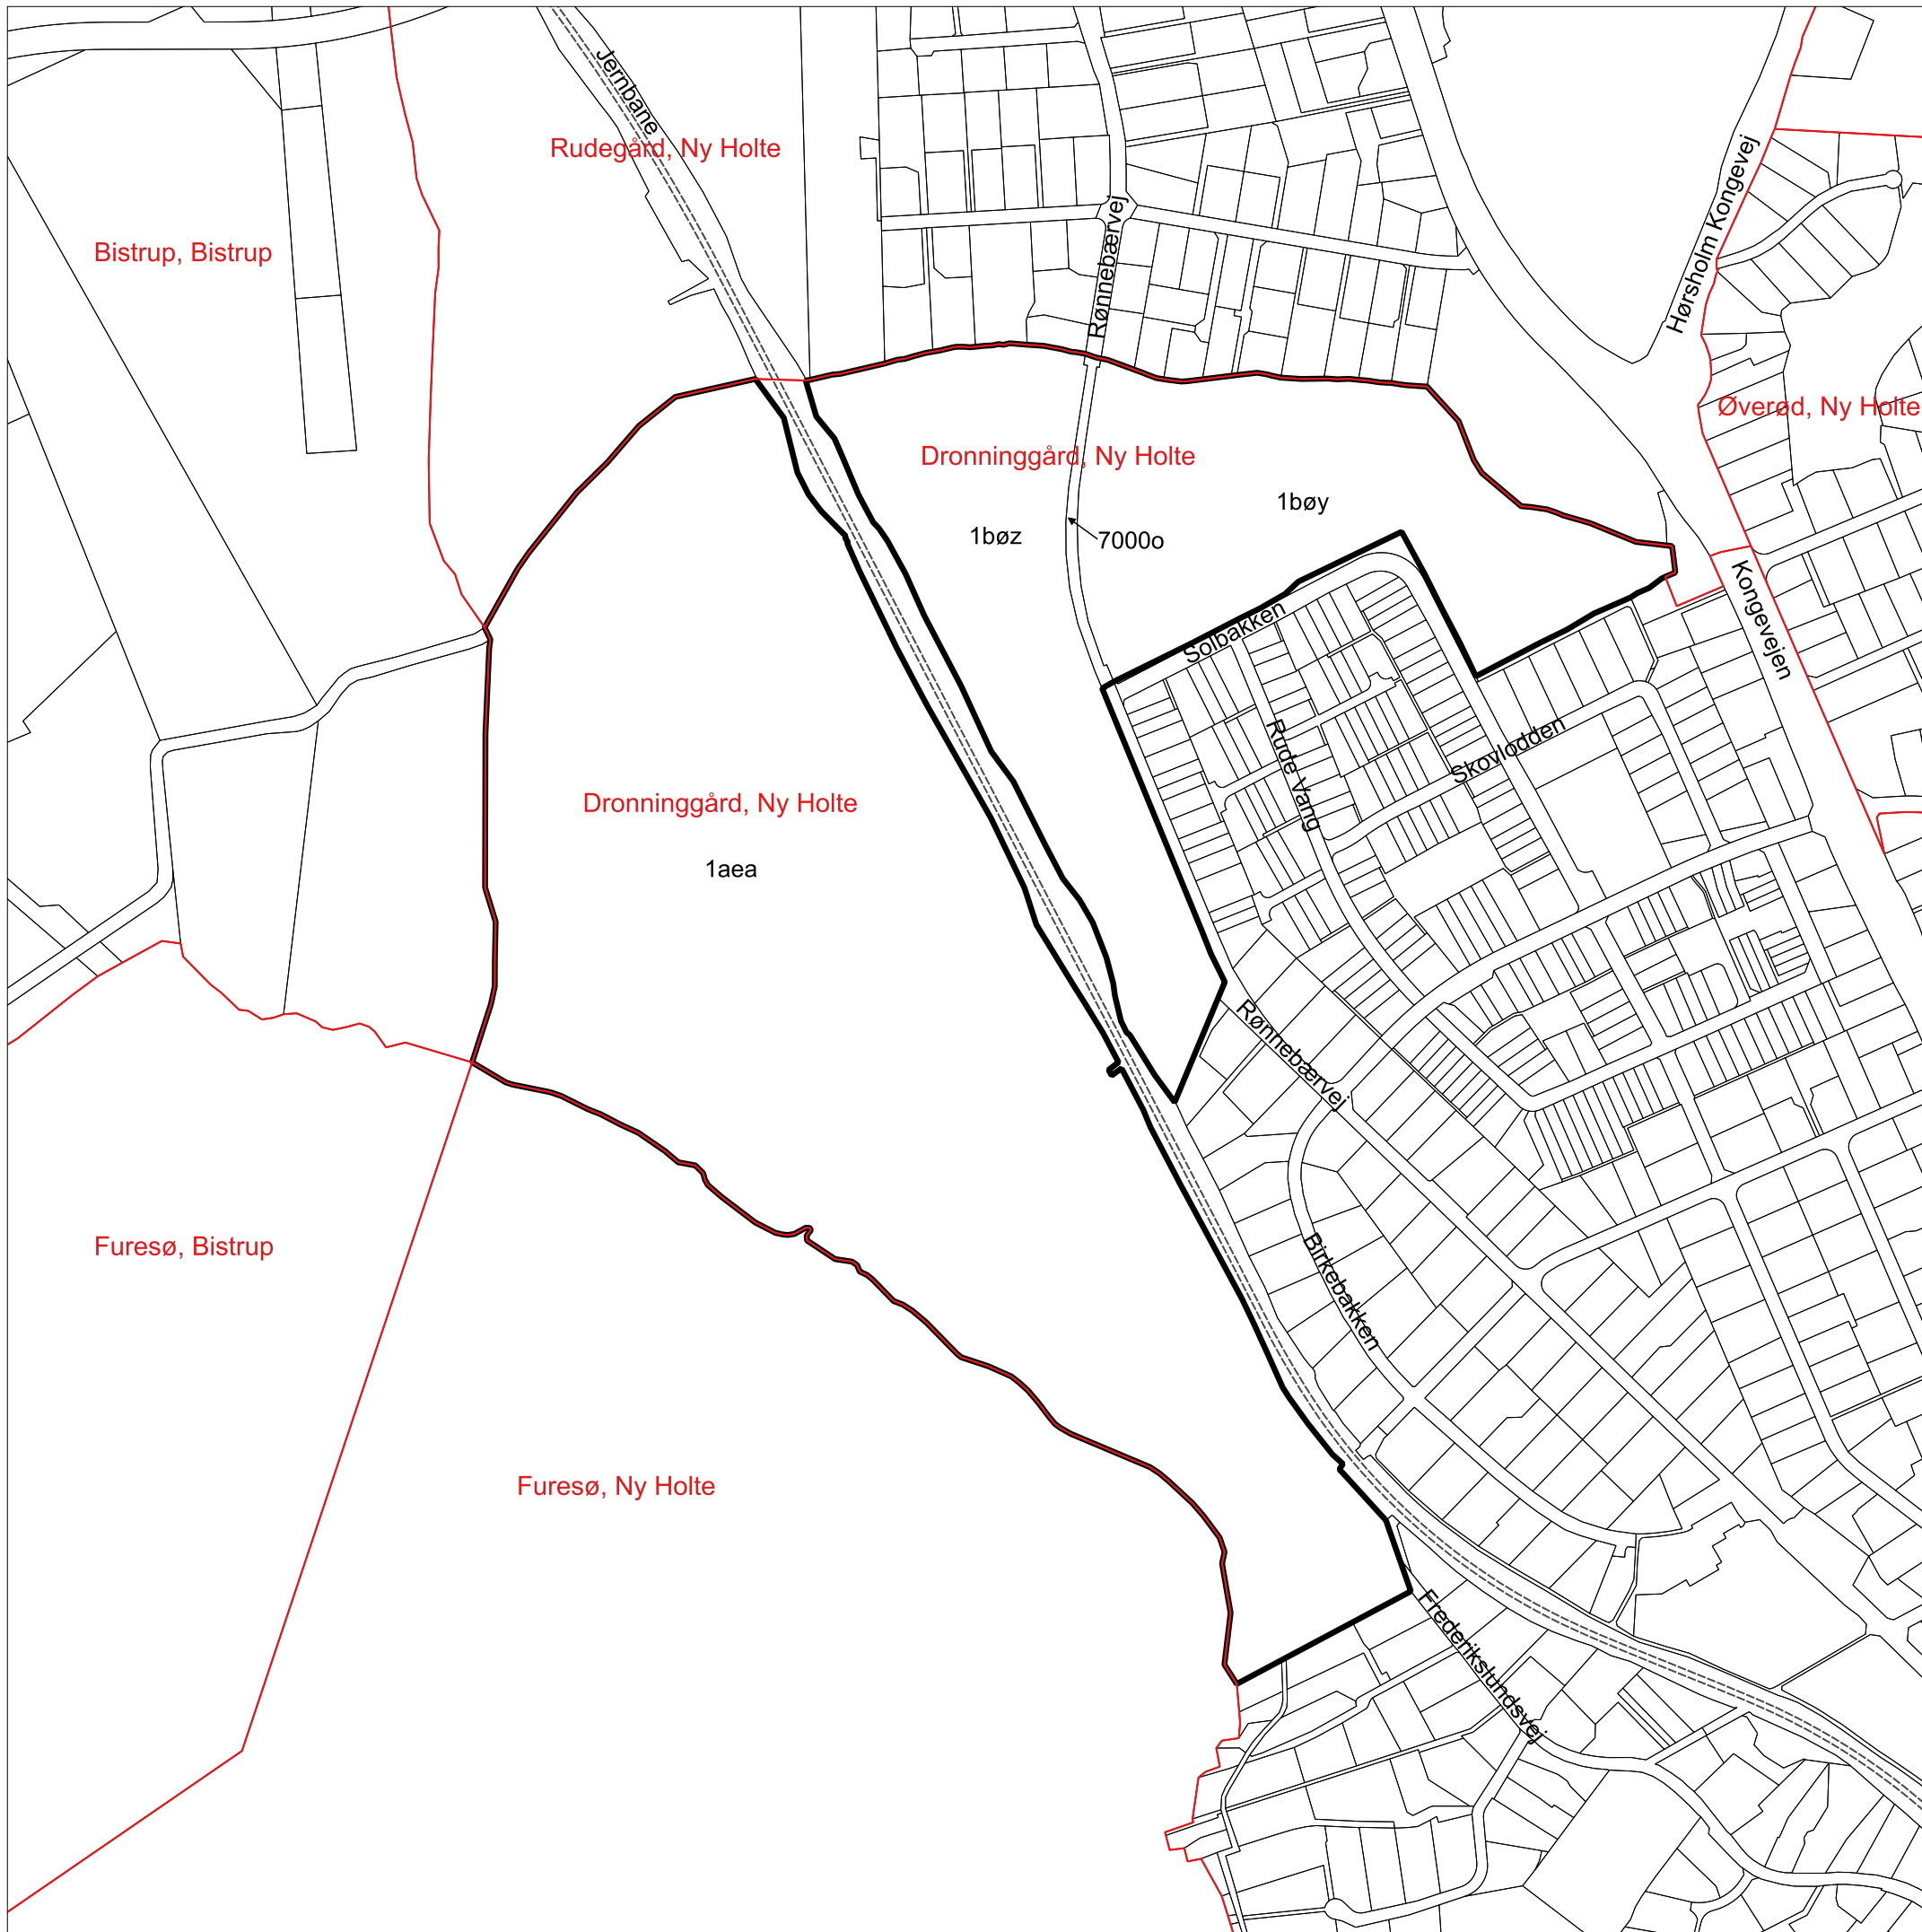 Jernbane
Rudegård, Ny Holte
Hørsholm Kongevej
Bistrup, Bistrup
Rønnebærvej
Øverød, Ny Holte
Dronninggård, Ny Holte
1bøy
1bøz
7000o
Kongevejen
Solbakken
Skovlodden
Rude Vang
Dronninggård, Ny Holte
1aea
Rønnebærvej
Furesø, Bistrup
Birkebakken
Furesø, Ny Holte
Frederikslundsvej